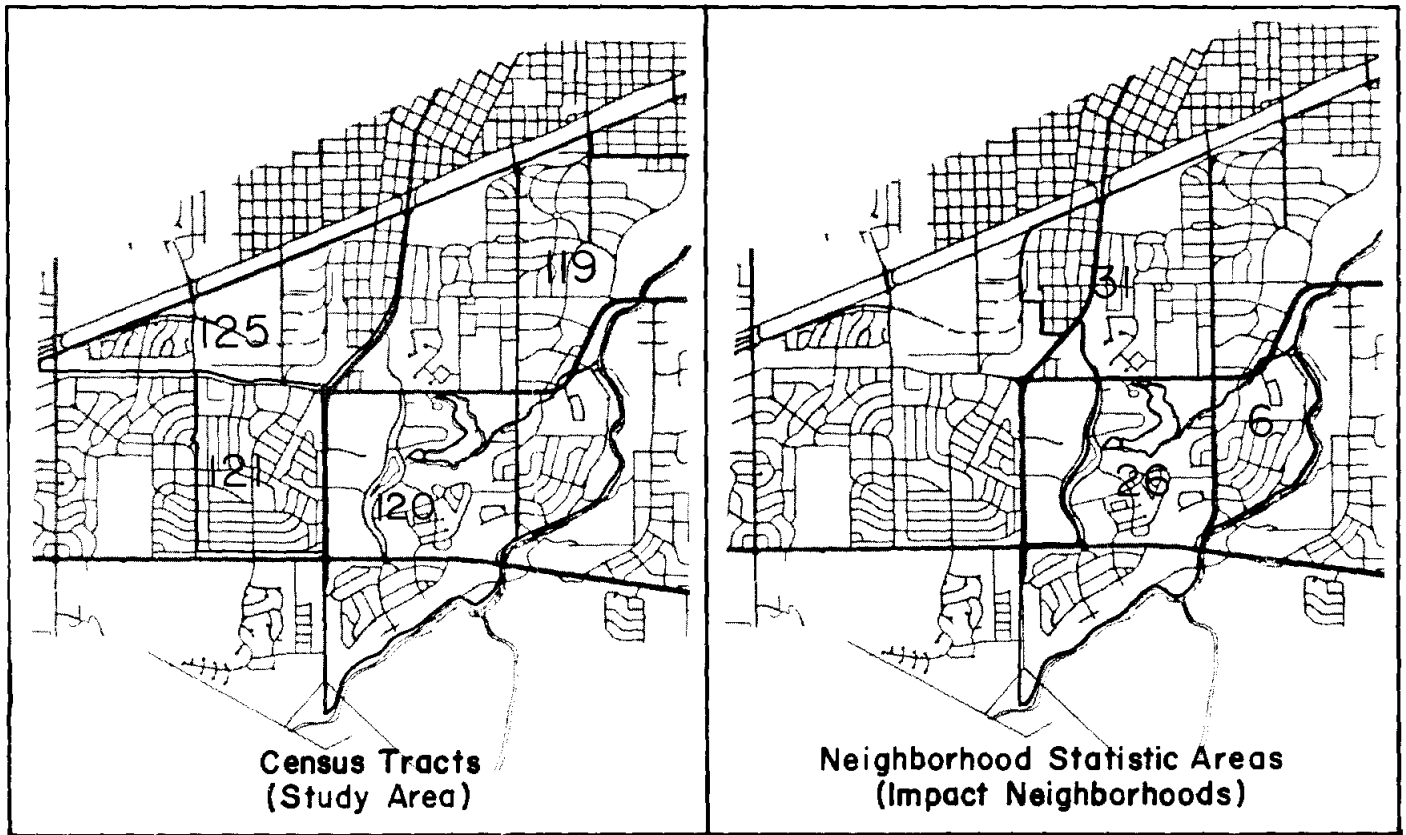 119
125
121
120
Census Tracts
(Study Area)
31
6
26
Neighborhood Statistic Areas
(Impact Neighborhoods)